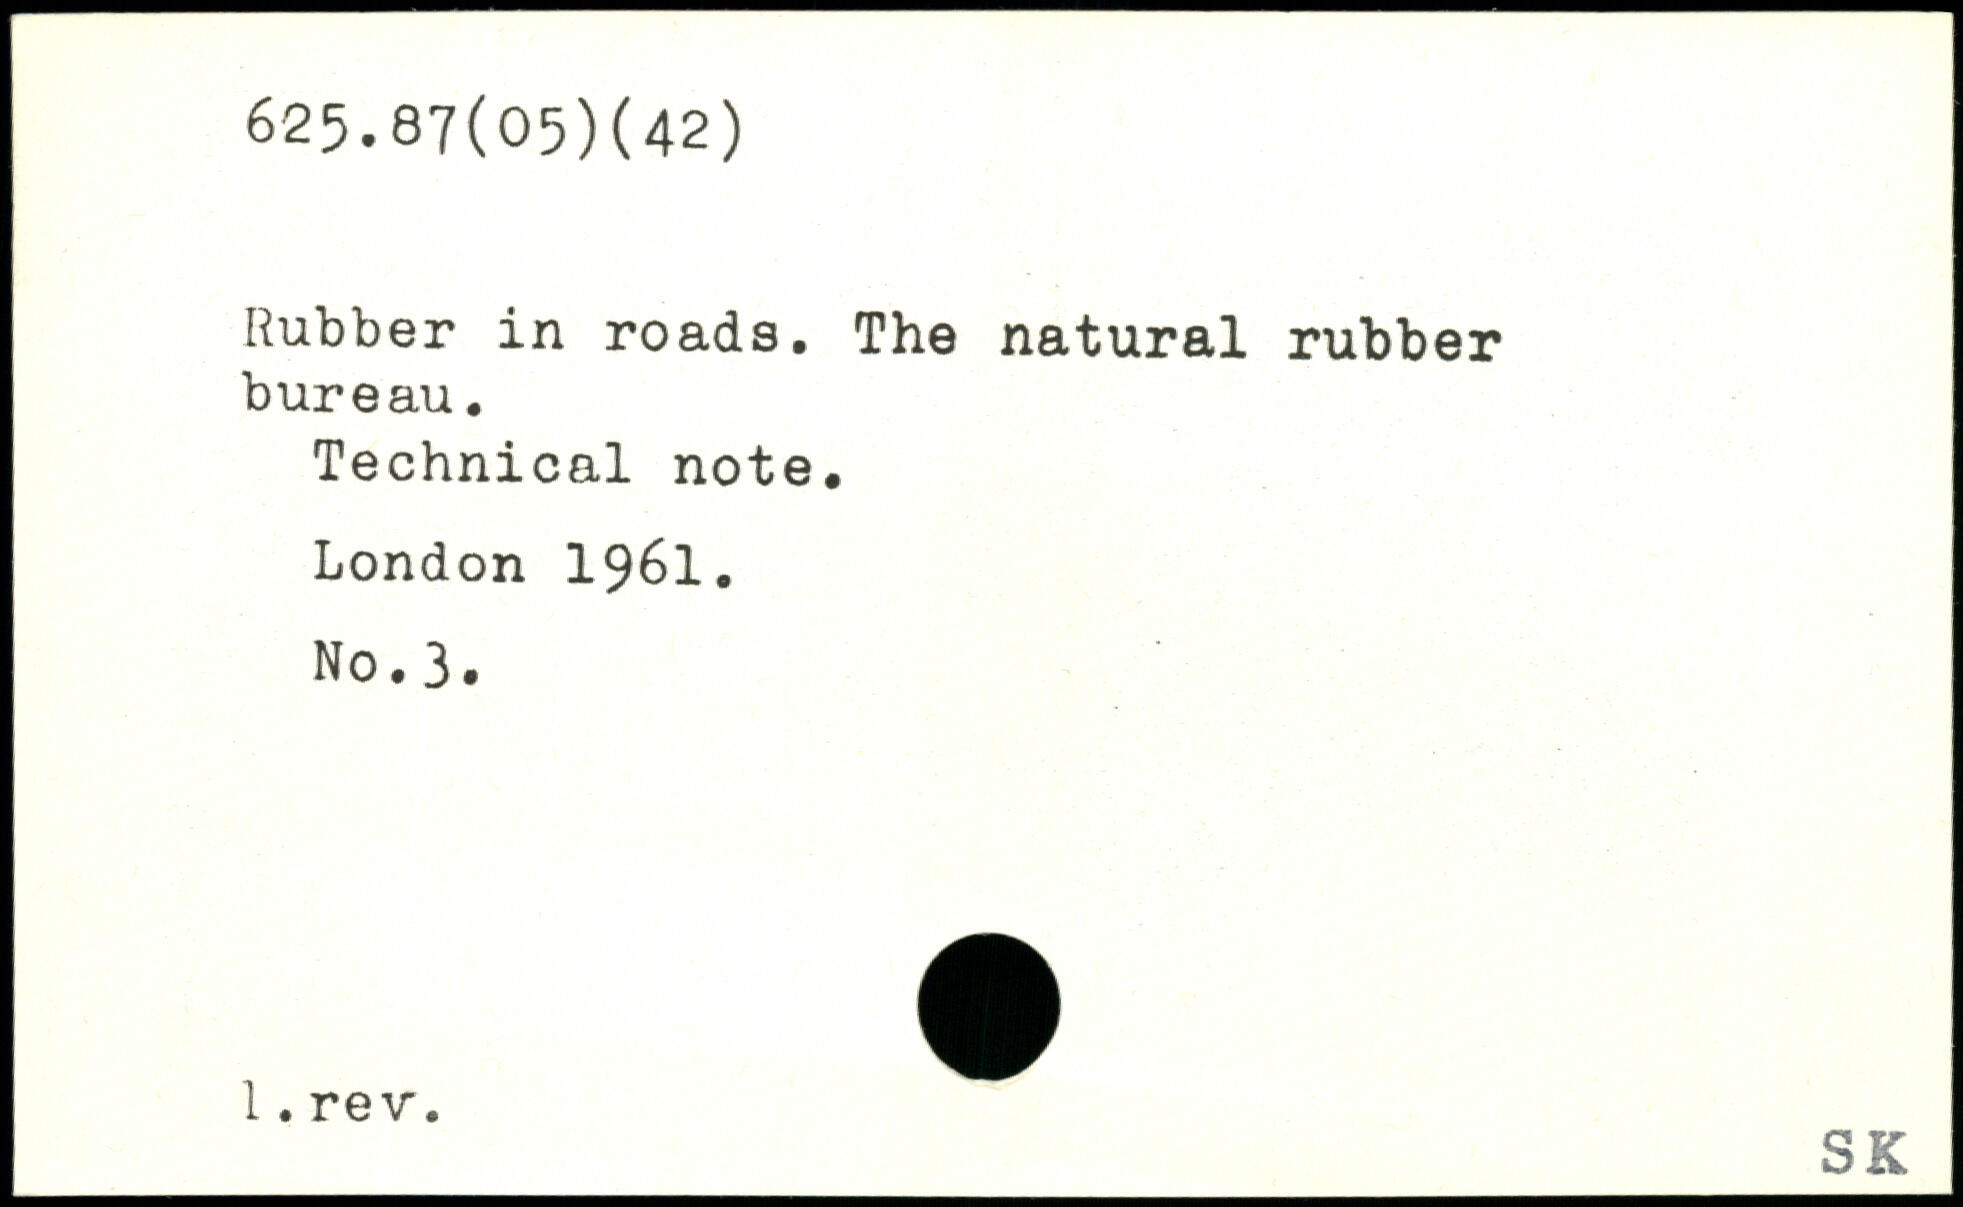 625.87(05)(42)
Rubber in roads. The natural rubber
bureau.
Technical note.
London 1961.
No.3.
1.rev.
SK